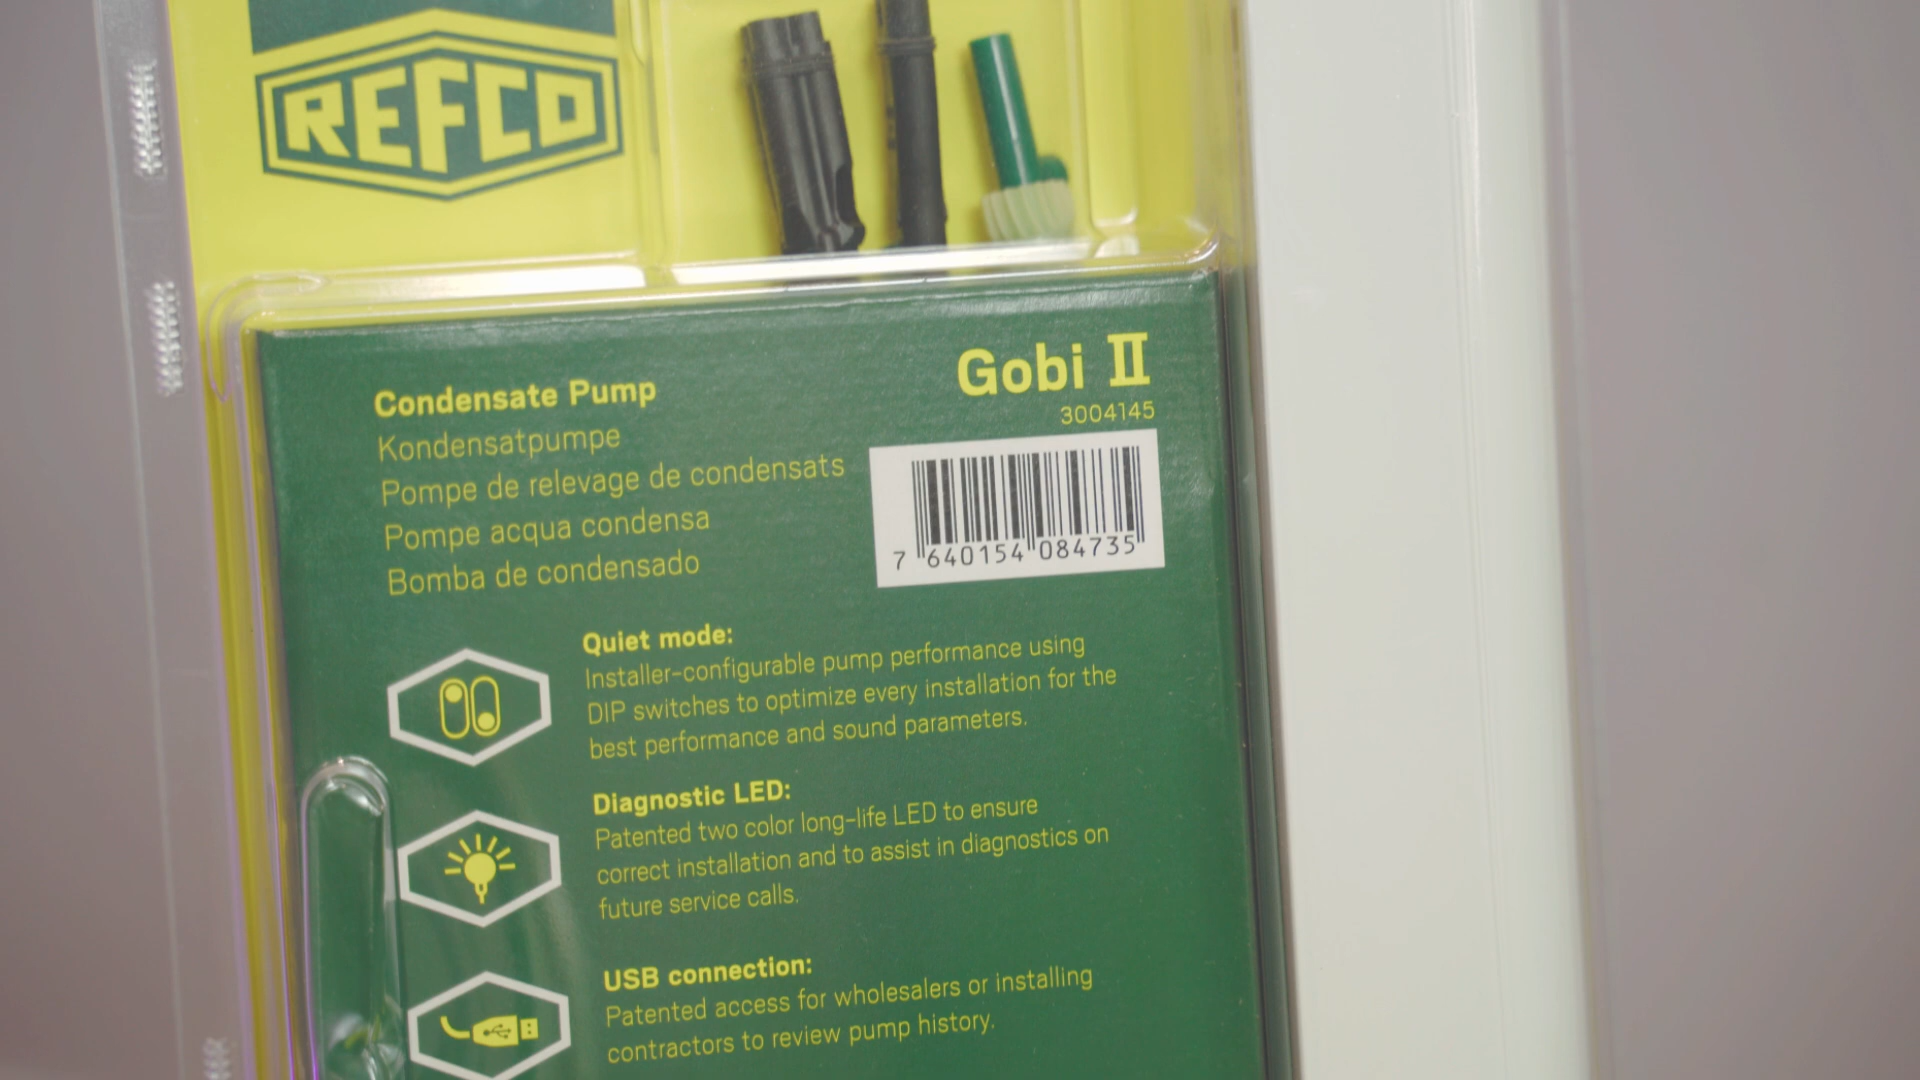 REFCO
Gobi II
3004145
Condensate Pump
Kondensatpumpe
Pompe de relevage de condensats
Pompe acqua condensa
Bomba de condensado
7 640154 084735
Quiet mode:
Installer-configurable pump performance using
DIP switches to optimize every installation for the
best performance and sound parameters.
Diagnostic LED:
Patented two color long-life LED to ensure
correct installation and to assist in diagnostics on
future service calls.
USB connection:
Patented access for wholesalers or installing
contractors to review pump history.